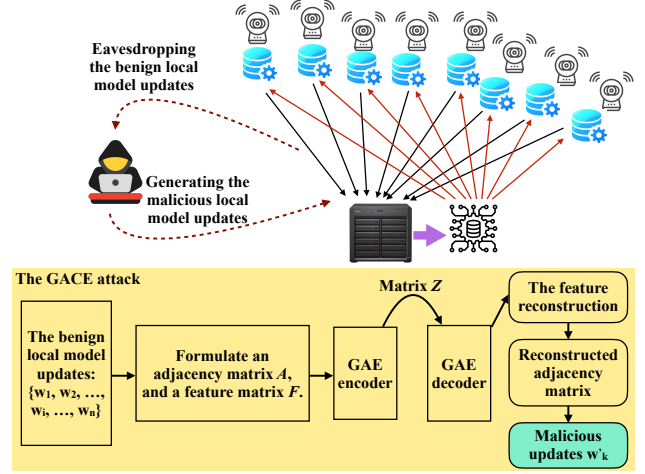 Eavesdropping
the benign local
model updates
Generating the
malicious local
model updates
The GACE attack
The benign
local model
updates:
{w₁, w₂, …,
wᵢ, …, wₙ}
Formulate an
adjacency matrix A,
and a feature matrix F.
GAE
encoder
Matrix Z
GAE
decoder
The feature
reconstruction
Reconstructed
adjacency
matrix
Malicious
updates w'ₖ